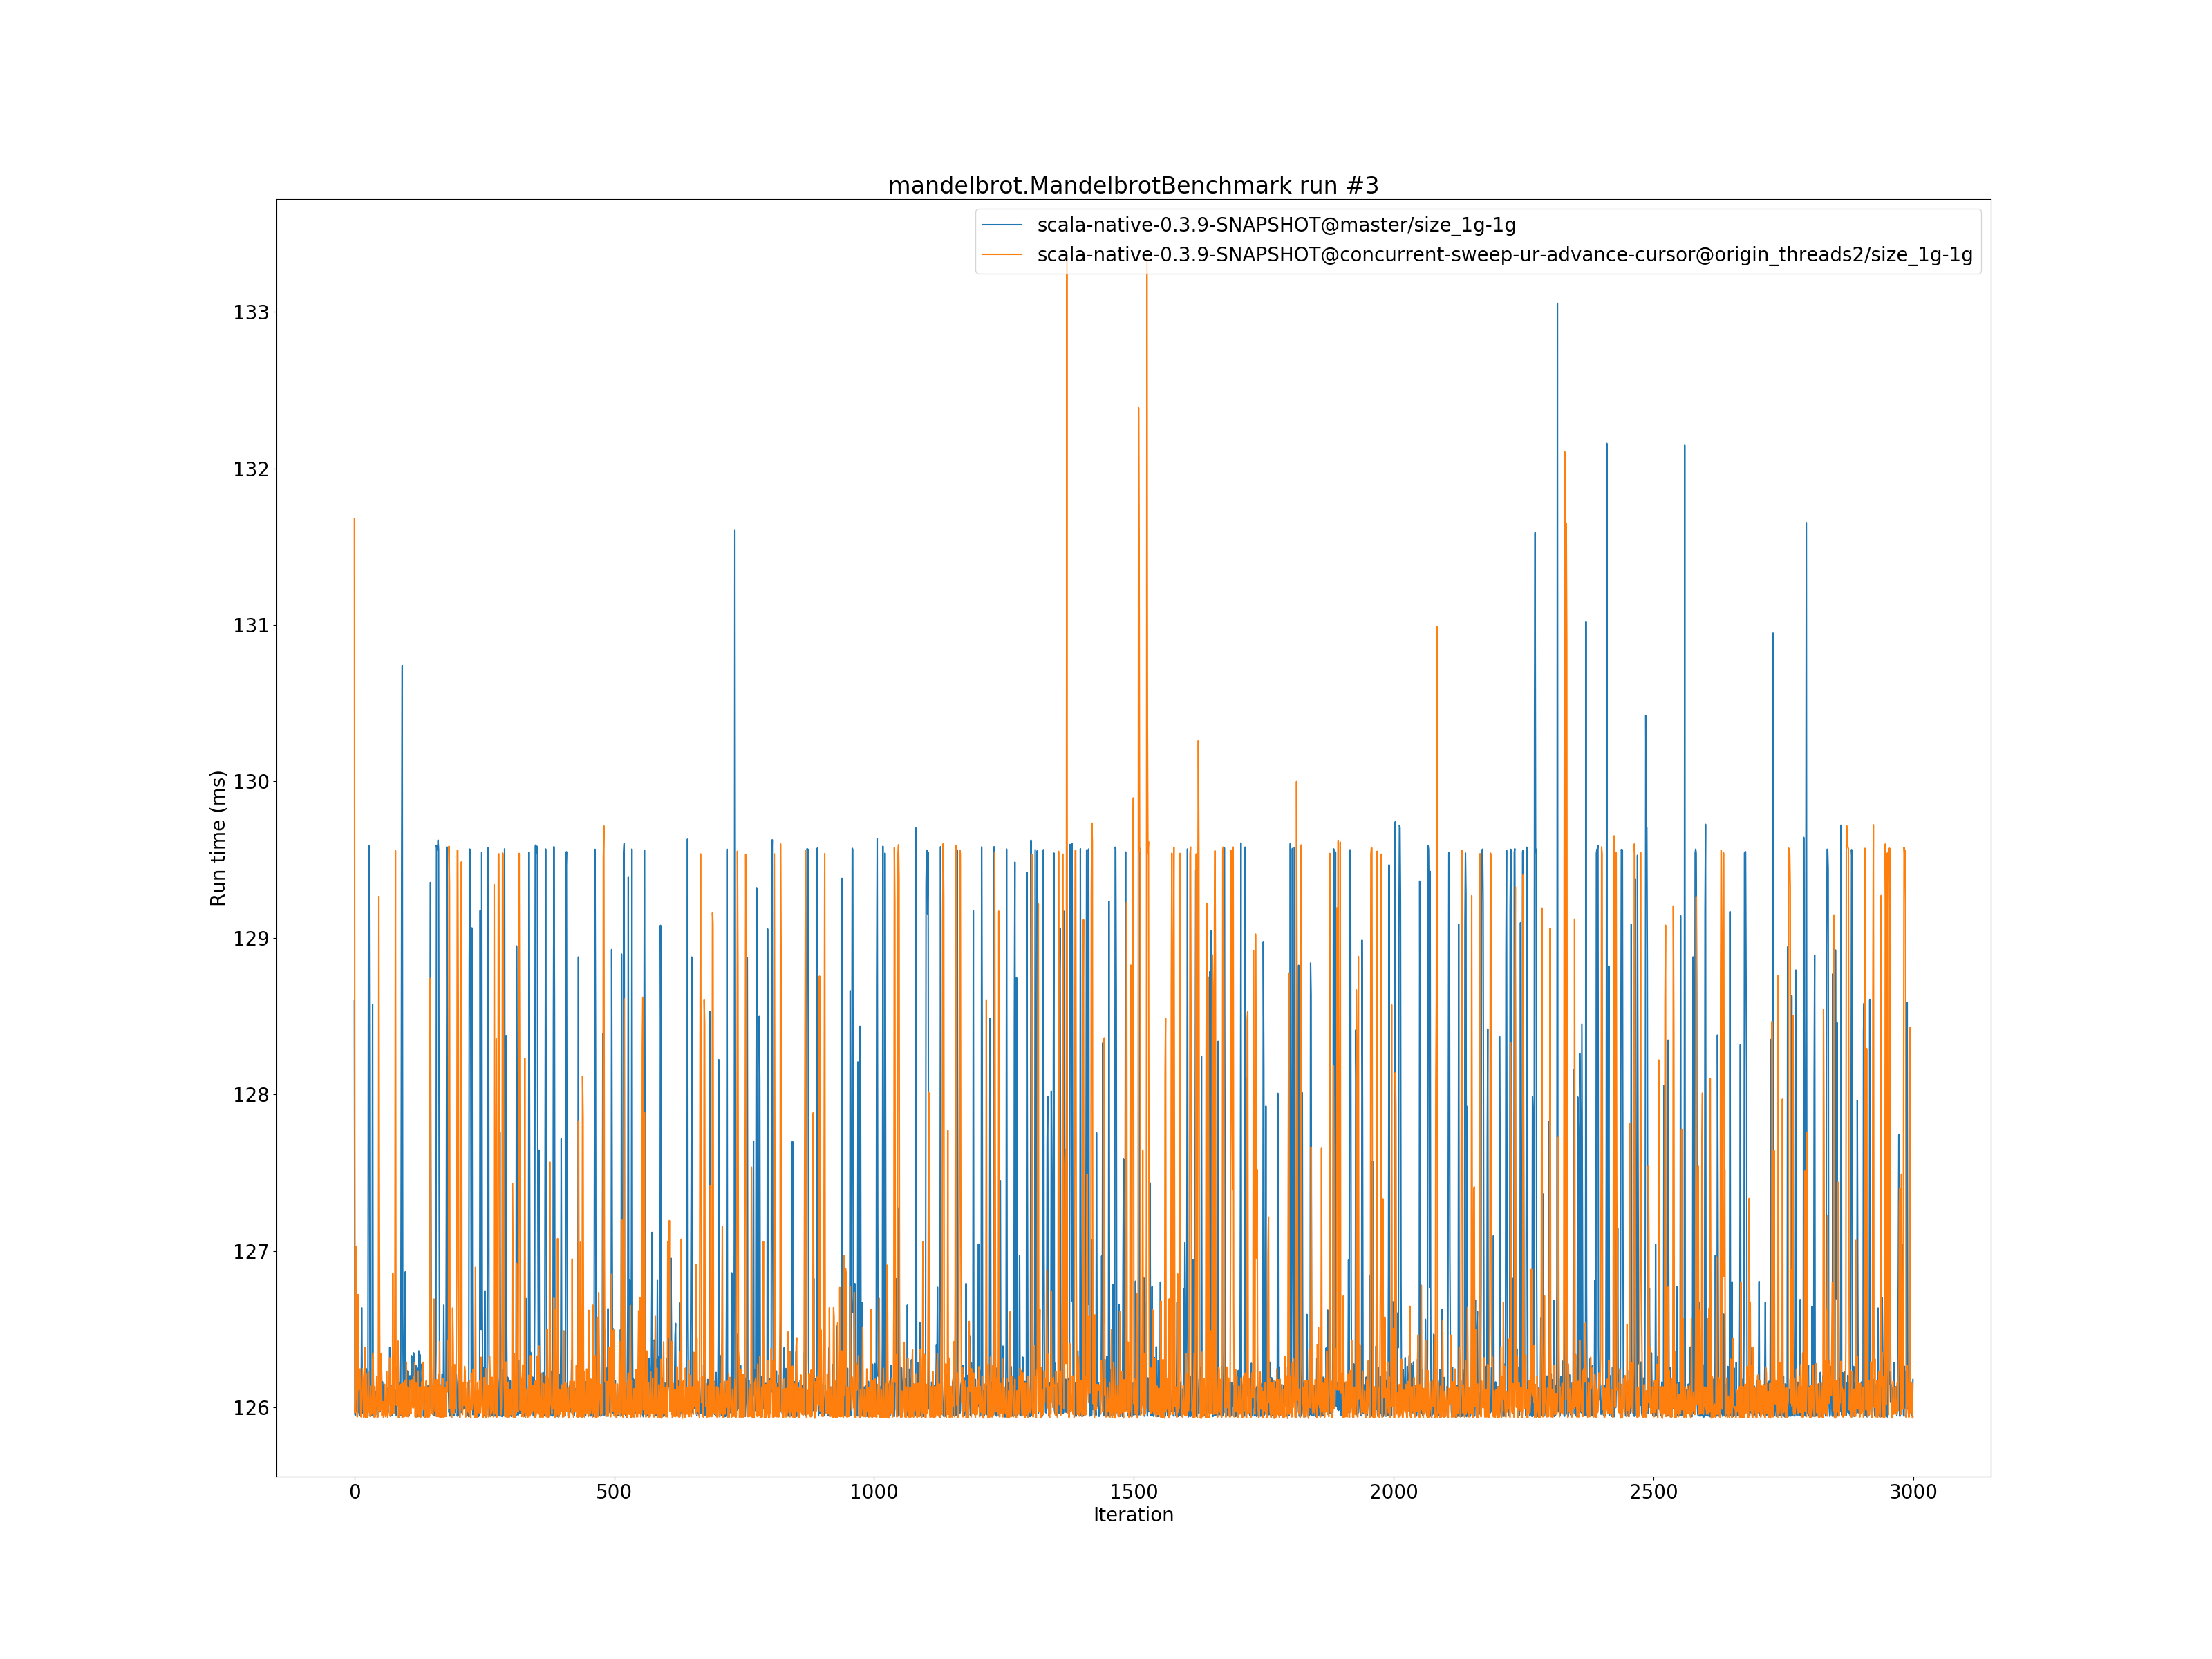 mandelbrot.MandelbrotBenchmark run #3
scala-native-0.3.9-SNAPSHOT@master/size_1g-1g
scala-native-0.3.9-SNAPSHOT@concurrent-sweep-ur-advance-cursor@origin_threads2/size_1g-1g
133
132
131
130
129
128
127
126
Run time (ms)
0 500 1000 1500 2000 2500 3000
Iteration